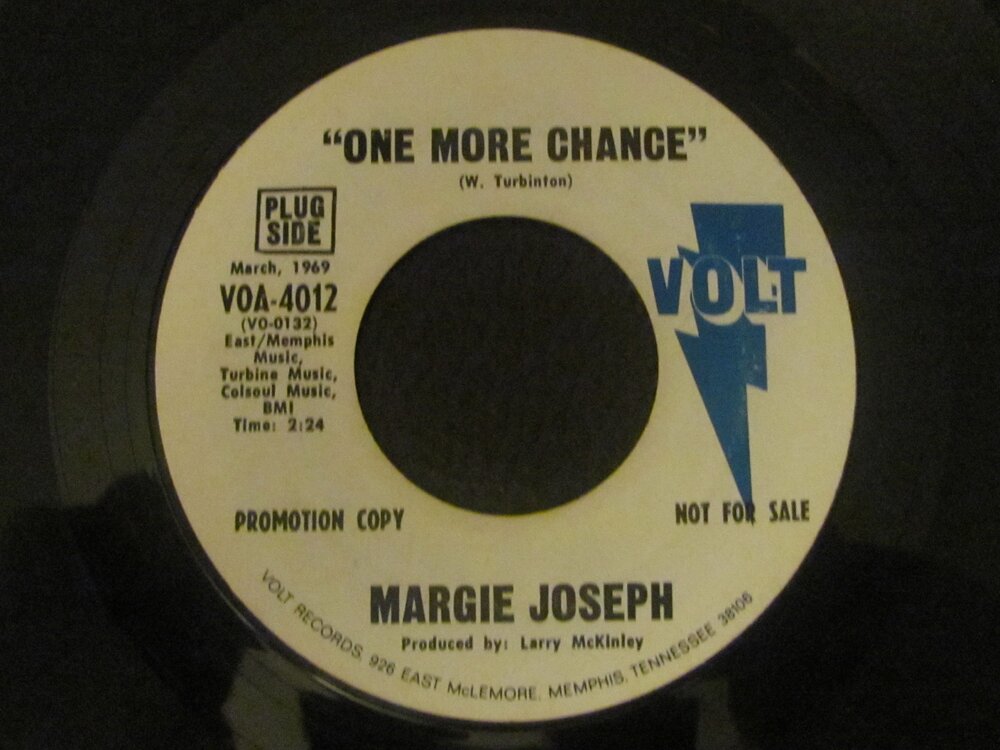 “ONE MORE CHANCE”
(W. Turbinton)
PLUG
SIDE
March, 1969
VOA-4012
(VO-0132)
East/Memphis
Music,
Turbine Music,
Colsoul Music,
BMI
Time: 2:24
VOLT
PROMOTION COPY
NOT FOR SALE
MARGIE JOSEPH
Produced by: Larry McKinley
VOLT RECORDS, 926 EAST McLEMORE, MEMPHIS, TENNESSEE 38106